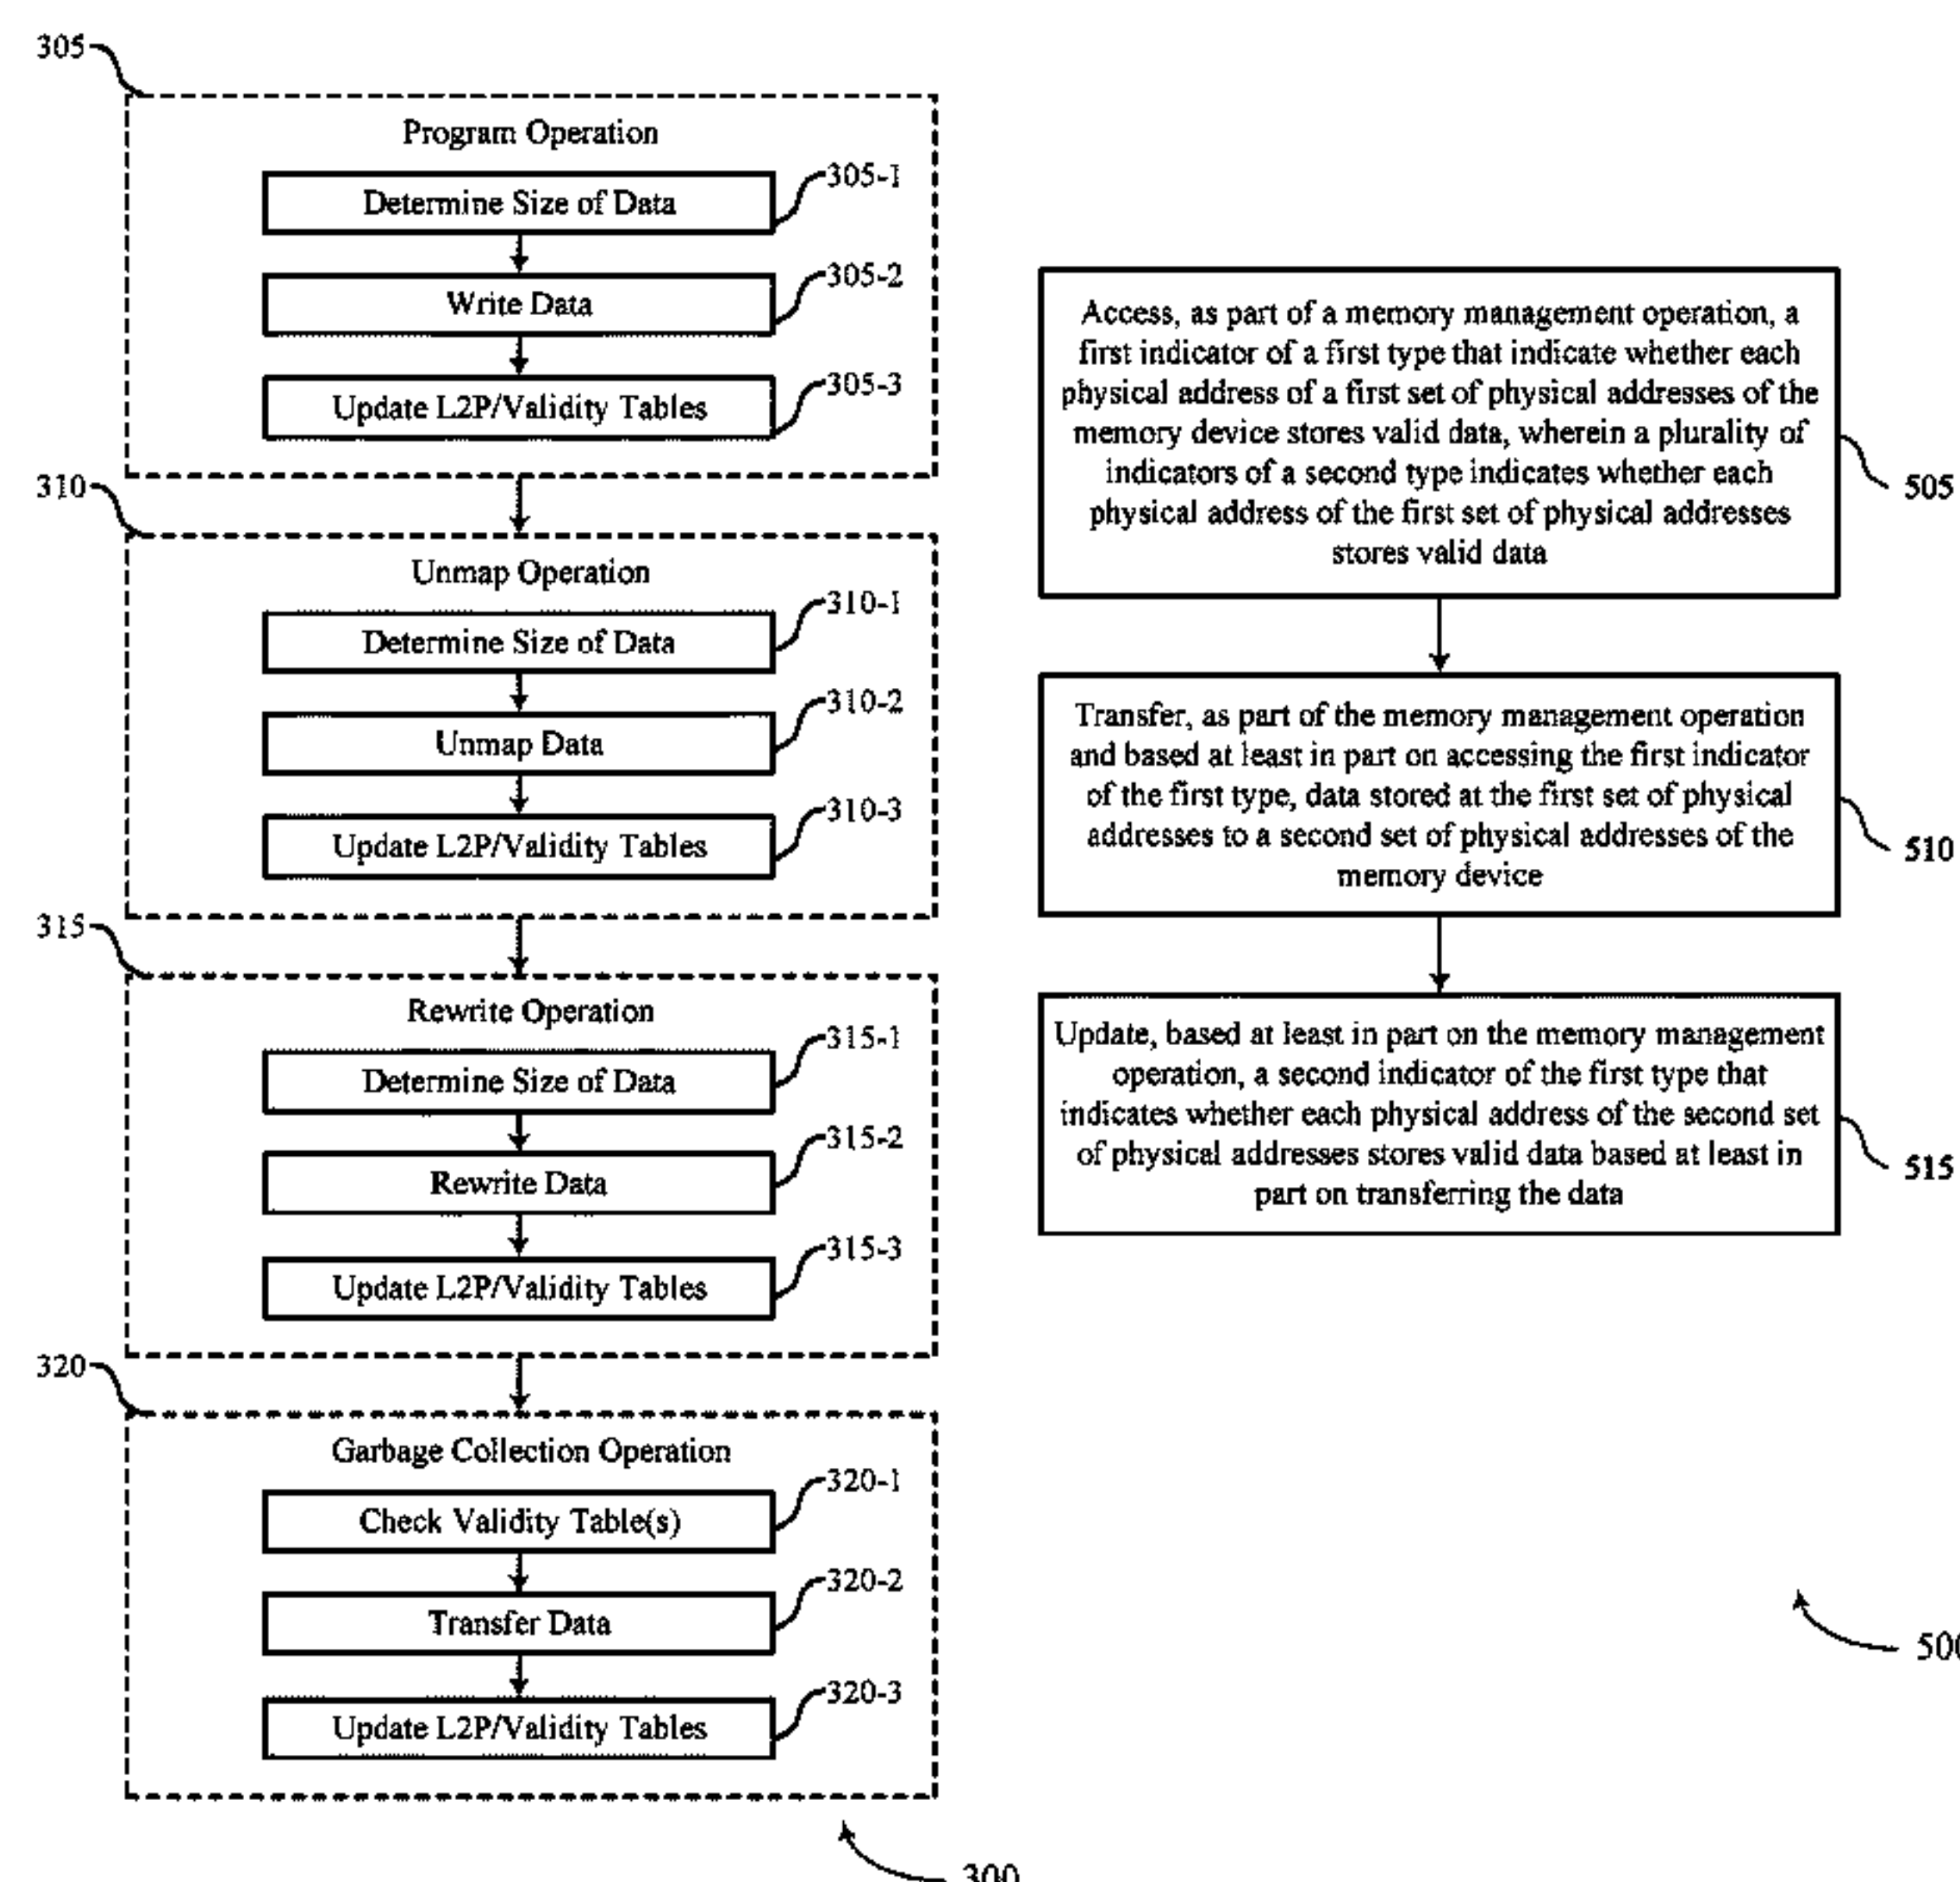 305
Program Operation
305-1
Determine Size of Data
305-2
Write Data
305-3
Update L2P/Validity Tables
310
Unmap Operation
310-1
Determine Size of Data
310-2
Unmap Data
310-3
Update L2P/Validity Tables
315
Rewrite Operation
315-1
Determine Size of Data
315-2
Rewrite Data
315-3
Update L2P/Validity Tables
320
Garbage Collection Operation
320-1
Check Validity Table(s)
320-2
Transfer Data
320-3
Update L2P/Validity Tables
300
Access, as part of a memory management operation, a
first indicator of a first type that indicate whether each
physical address of a first set of physical addresses of the
memory device stores valid data, wherein a plurality of
indicators of a second type indicates whether each
physical address of the first set of physical addresses
stores valid data
505
Transfer, as part of the memory management operation
and based at least in part on accessing the first indicator
of the first type, data stored at the first set of physical
addresses to a second set of physical addresses of the
memory device
510
Update, based at least in part on the memory management
operation, a second indicator of the first type that
indicates whether each physical address of the second set
of physical addresses stores valid data based at least in
part on transferring the data
515
500